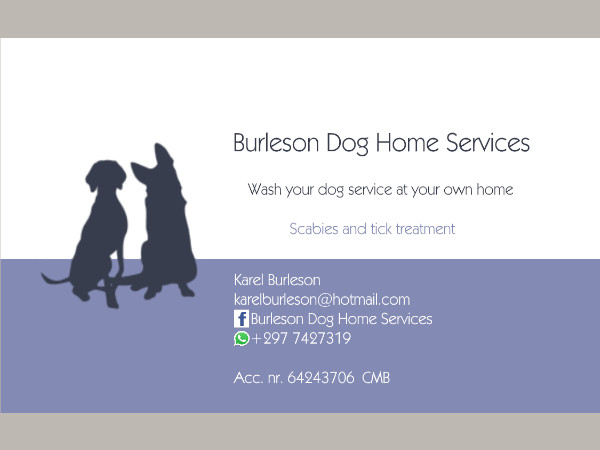 Burleson Dog Home Services
Wash your dog service at your own home
Scabies and tick treatment
Karel Burleson
karelburleson@hotmail.com
f Burleson Dog Home Services
+297 7427319
Acc. nr. 64243706 CMB